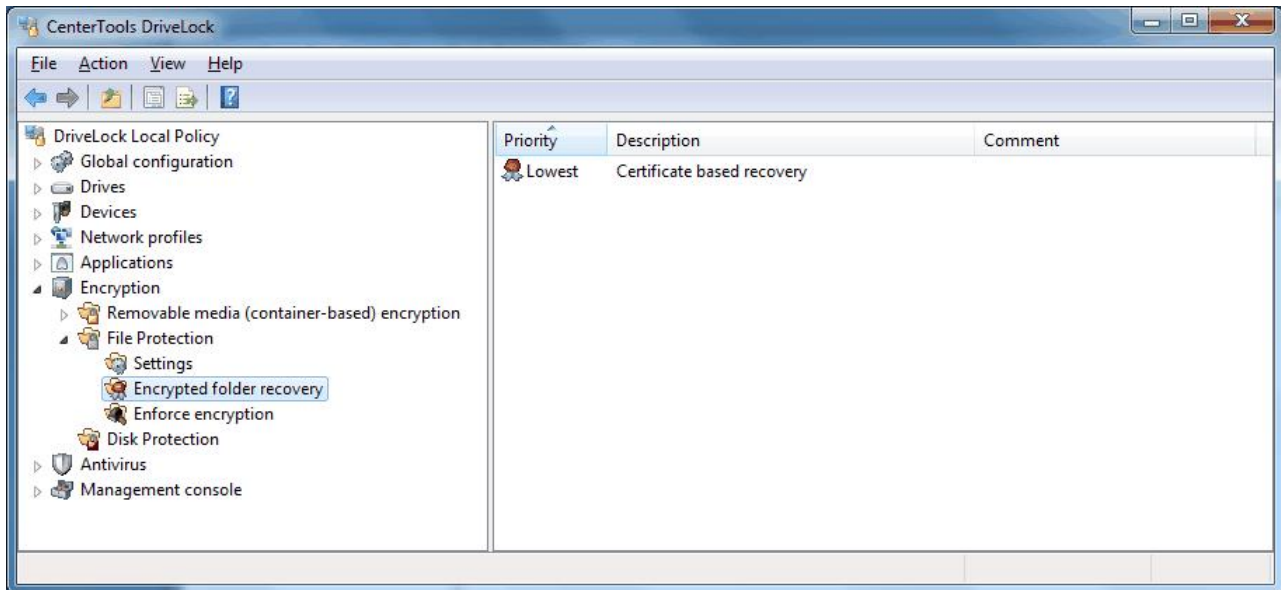 CenterTools DriveLock
File Action View Help
DriveLock Local Policy
Global configuration
Drives
Devices
Network profiles
Applications
Encryption
Removable media (container-based) encryption
File Protection
Settings
Encrypted folder recovery
Enforce encryption
Disk Protection
Antivirus
Management console
Priority Description Comment
Lowest Certificate based recovery